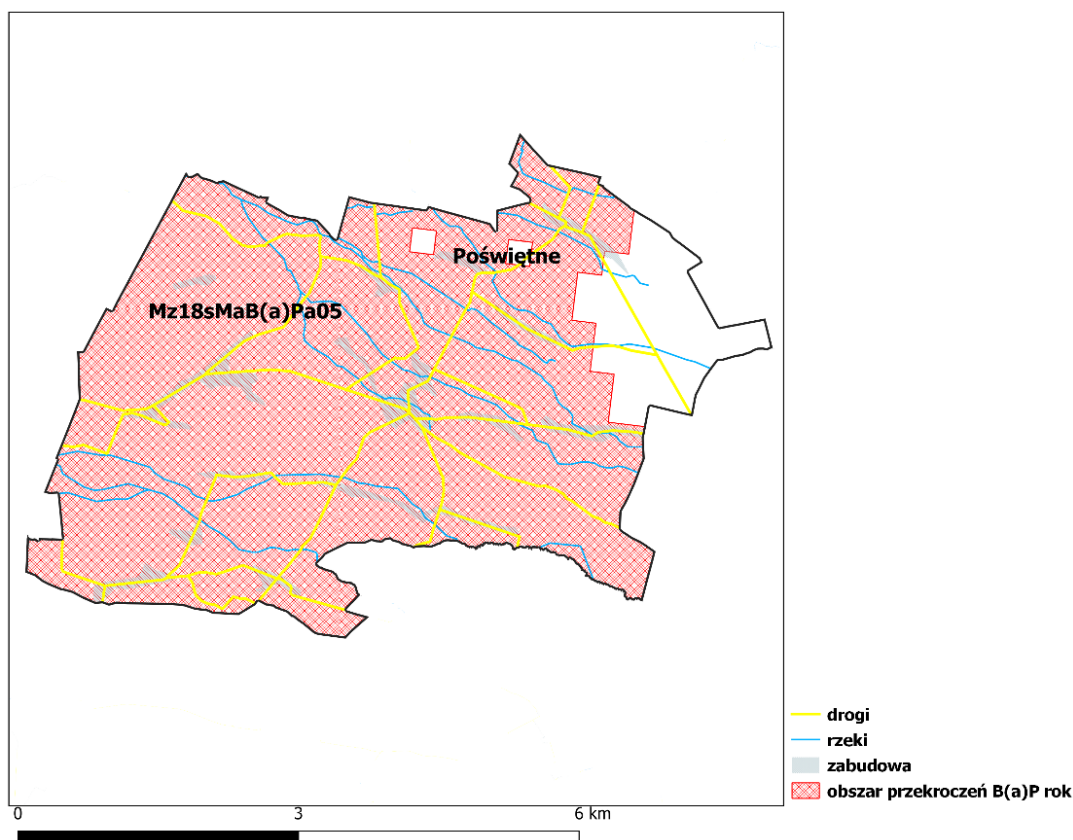 Poświętne
Mz18sMaB(a)Pa05
drogi
rzeki
zabudowa
obszar przekroczeń B(a)P rok
0 3 6 km